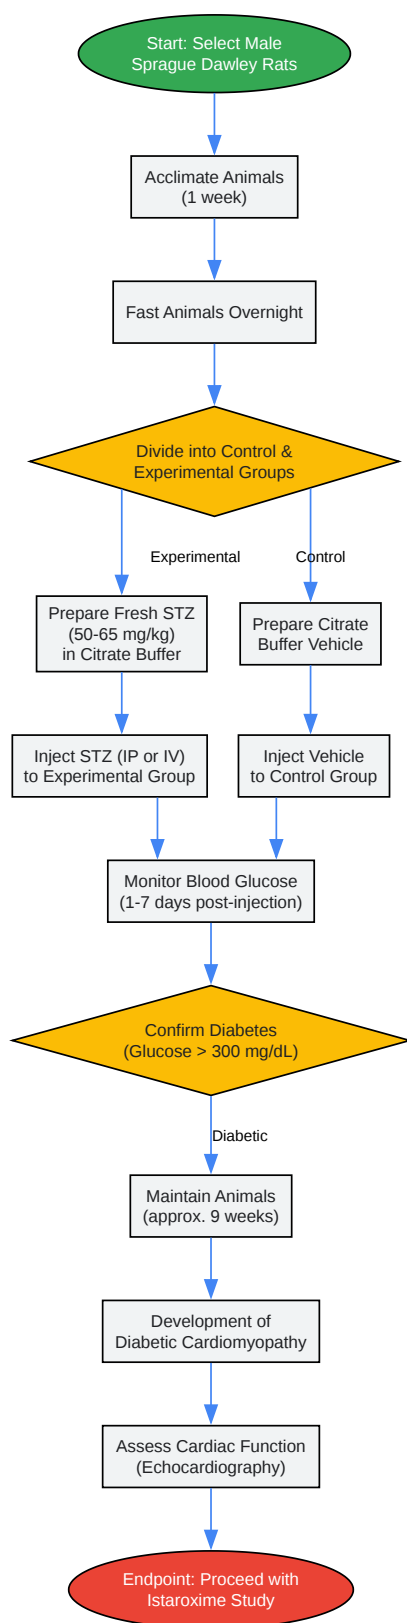 Start: Select Male
Sprague Dawley Rats
Acclimate Animals
(1 week)
Fast Animals Overnight
Divide into Control &
Experimental Groups
Experimental
Control
Prepare Fresh STZ
(50-65 mg/kg)
in Citrate Buffer
Prepare Citrate
Buffer Vehicle
Inject STZ (IP or IV)
to Experimental Group
Inject Vehicle
to Control Group
Monitor Blood Glucose
(1-7 days post-injection)
Confirm Diabetes
(Glucose > 300 mg/dL)
Diabetic
Maintain Animals
(approx. 9 weeks)
Development of
Diabetic Cardiomyopathy
Assess Cardiac Function
(Echocardiography)
Endpoint: Proceed with
Istaroxime Study